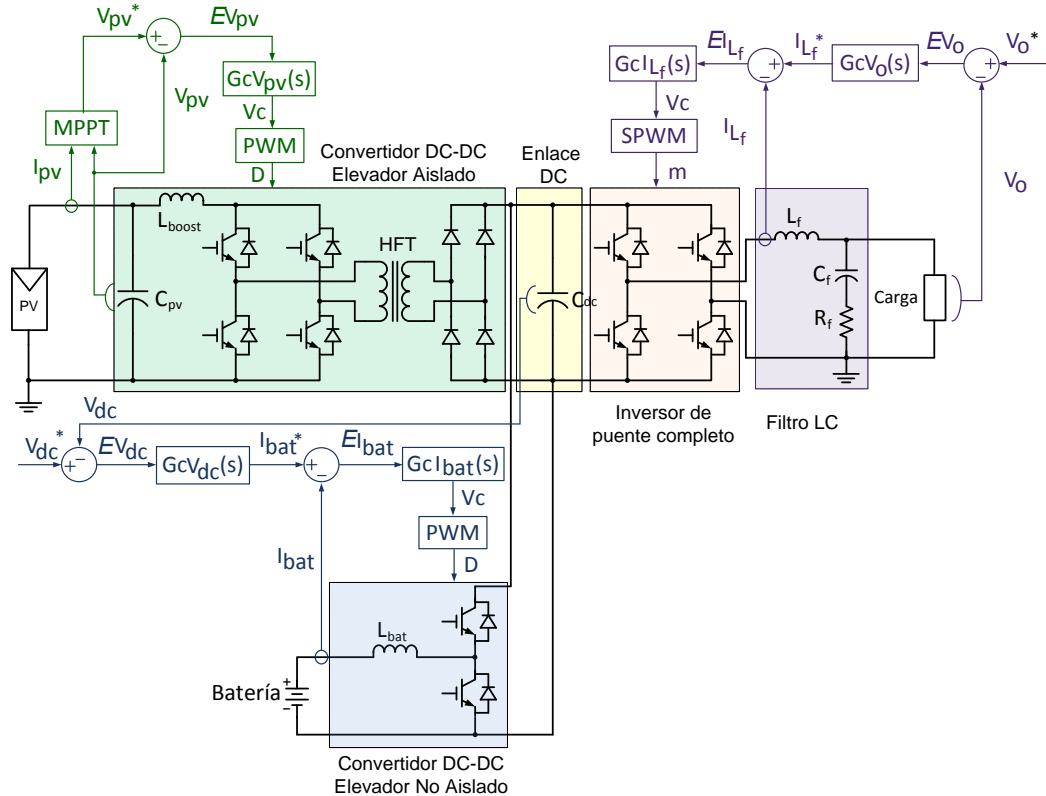 Vpv*
EVpv
GcVpv(s)
Vpv
Vc
MPPT
PWM
Ipv
D
Convertidor DC-DC
Elevador Aislado
Enlace
DC
EILf
ILf*
EVo
Vo*
GcILf(s)
GcVo(s)
Vc
ILf
SPWM
m
Vo
Lboost
HFT
Lf
PV
Cpv
Cdc
Cf
Carga
Rf
Vdc
Inversor de
puente completo
Filtro LC
Vdc*
EVdc
Ibat*
EIbat
GcVdc(s)
GcIbat(s)
Vc
PWM
Ibat
D
Lbat
Batería
Convertidor DC-DC
Elevador No Aislado